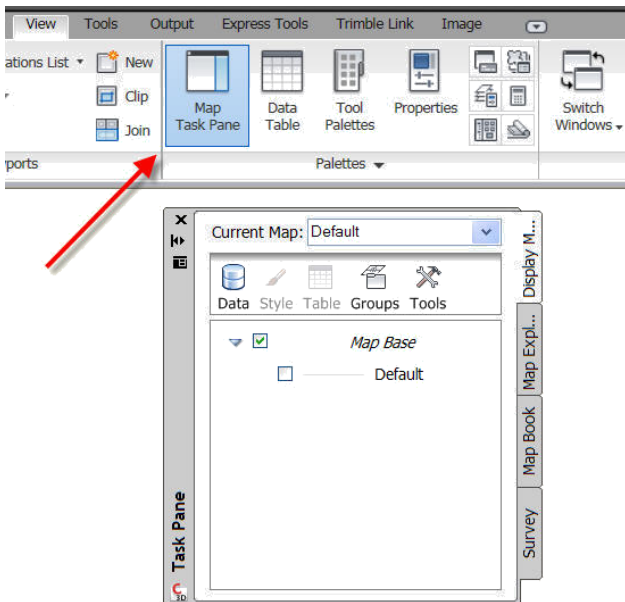 View Tools Output Express Tools Trimble Link Image
ations List New
Clip
Join
Map
Task Pane
Data
Table
Tool
Palettes
Properties
Switch
Windows
ports
Palettes
Current Map: Default
Data Style Table Groups Tools
Map Base
Default
Display M...
Map Expl...
Map Book
Survey
Task Pane
3D